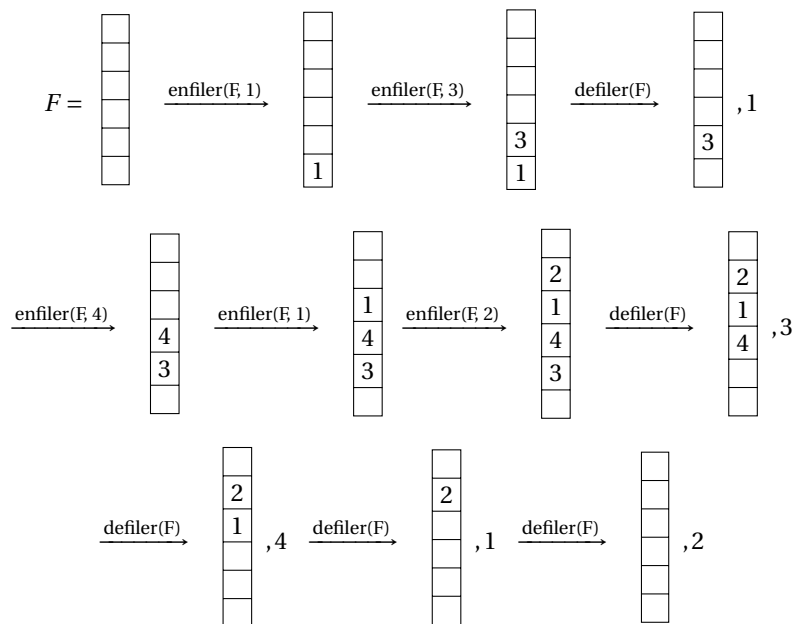 F = enfiler(F, 1) enfiler(F, 3) defiler(F) , 1
3 3
1 1
enfiler(F, 4) enfiler(F, 1) enfiler(F, 2) defiler(F) , 3
2 2
1 1 1
4 4 4 4
3 3 3
defiler(F) , 4 defiler(F) , 1 defiler(F) , 2
2 2
1